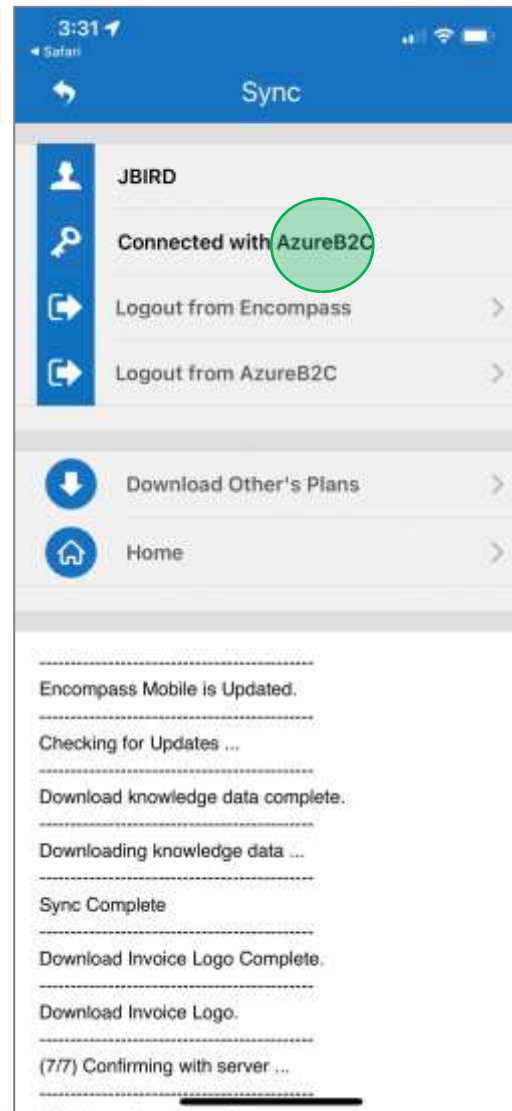 3:31
Safari
Sync
JBIRD
Connected with AzureB2C
Logout from Encompass
Logout from AzureB2C
Download Other's Plans
Home
Encompass Mobile is Updated.
Checking for Updates ...
Download knowledge data complete.
Downloading knowledge data ...
Sync Complete
Download Invoice Logo Complete.
Download Invoice Logo.
(7/7) Confirming with server ...